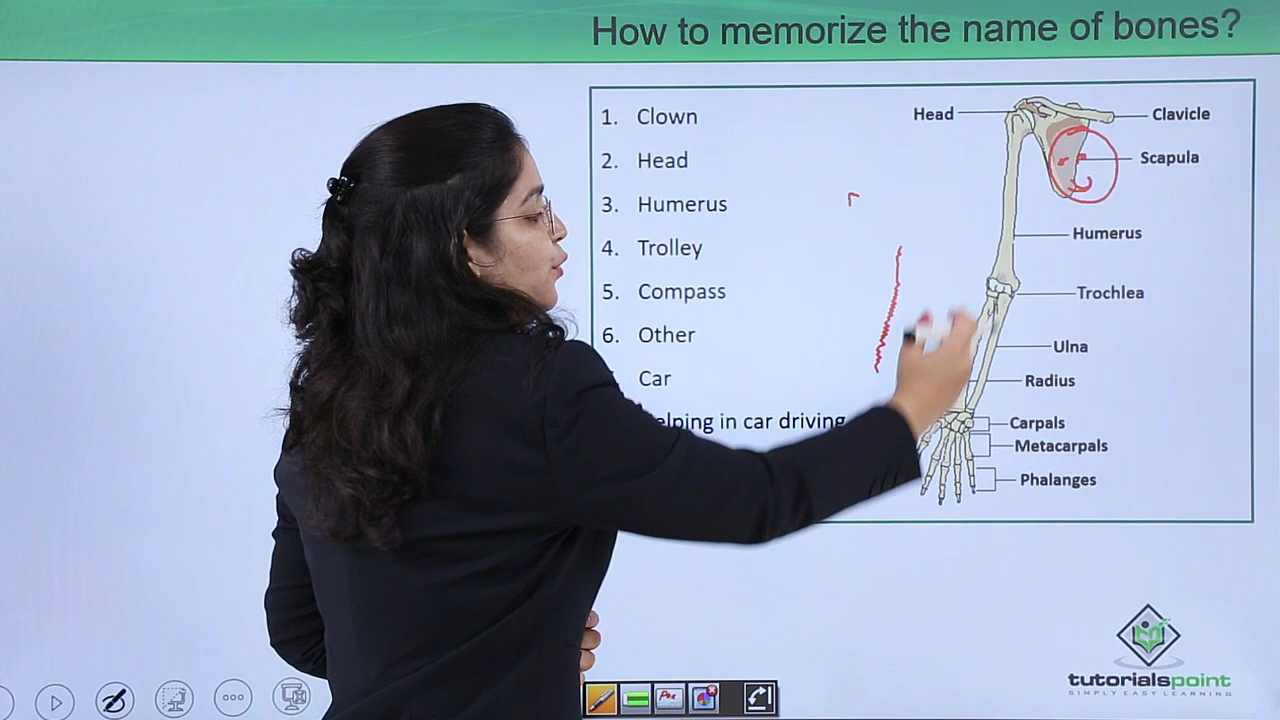 How to memorize the name of bones?
1. Clown
2. Head
3. Humerus
4. Trolley
5. Compass
6. Other
Car
elping in car driving
Head
Clavicle
Scapula
Humerus
Trochlea
Ulna
Radius
Carpals
Metacarpals
Phalanges
tutorialspoint
SIMPLY EASY LEARNING